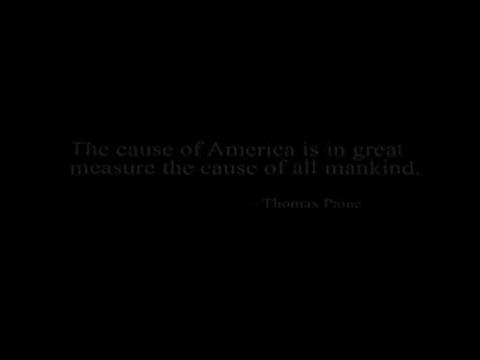 The cause of America is in great
measure the cause of all mankind.
- Thomas Paine